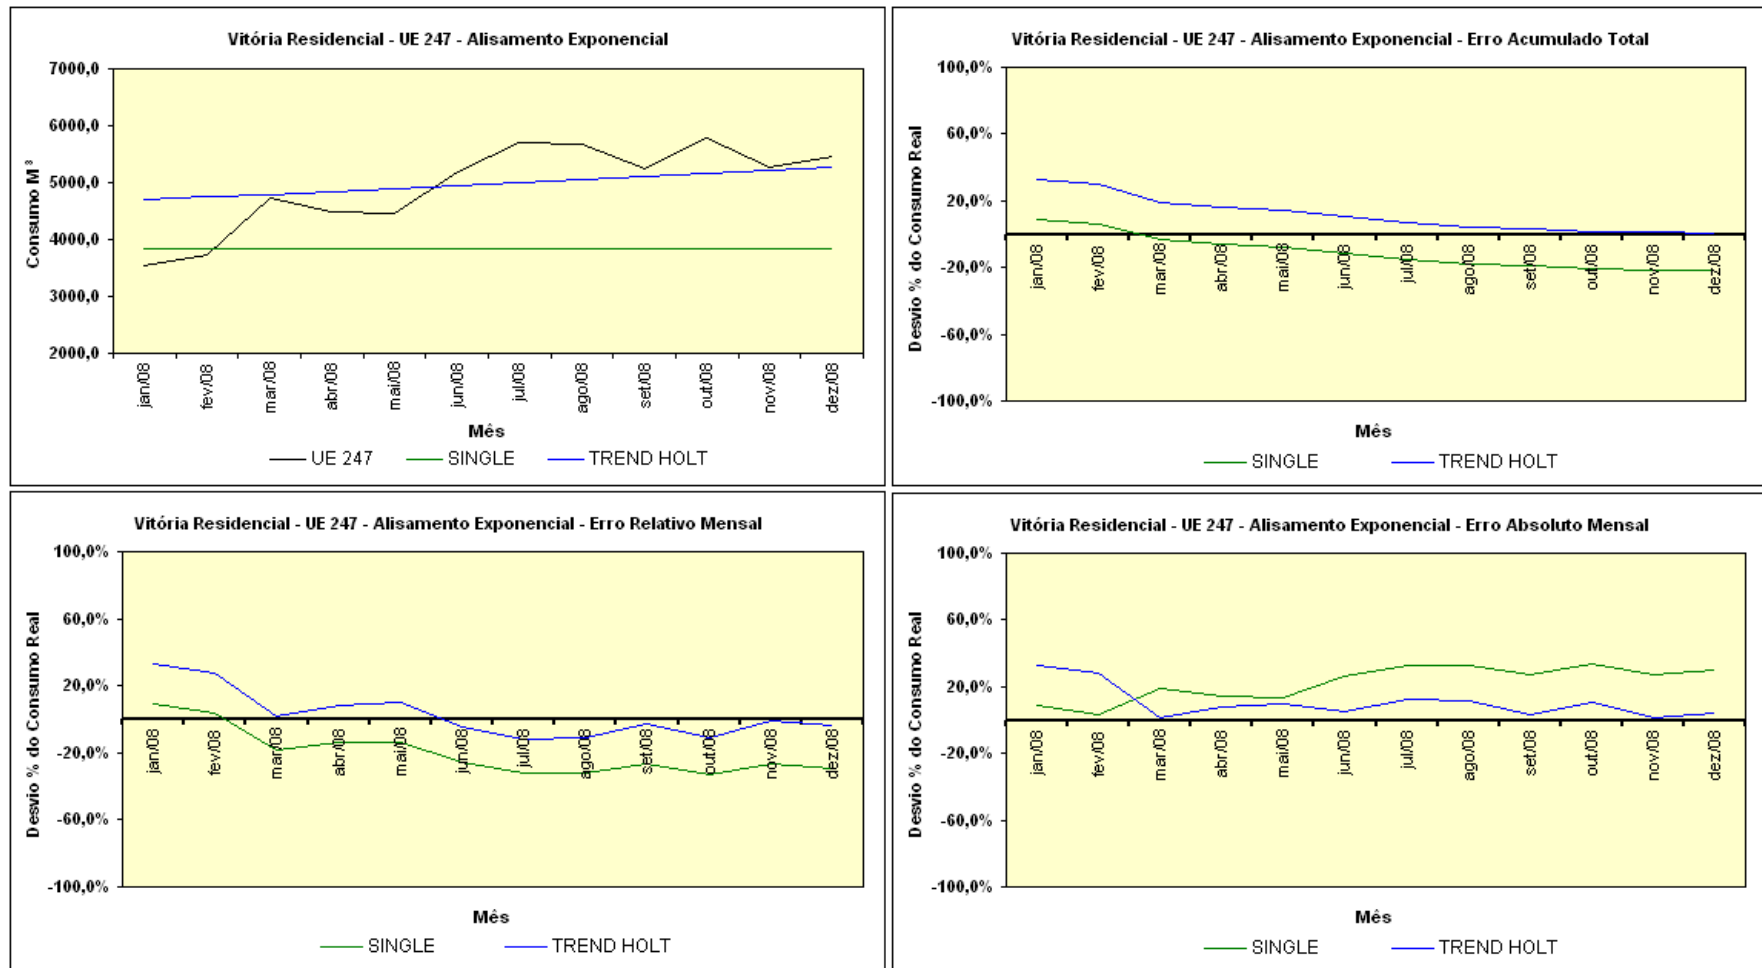 Vitória Residencial - UE 247 - Alisamento Exponencial
7000,0
6000,0
5000,0
4000,0
3000,0
2000,0
Consumo M³
jan/08
fev/08
mar/08
abr/08
mai/08
jun/08
jul/08
ago/08
set/08
out/08
nov/08
dez/08
Mês
UE 247 SINGLE TREND HOLT
Vitória Residencial - UE 247 - Alisamento Exponencial - Erro Acumulado Total
100,0%
60,0%
20,0%
-20,0%
-60,0%
-100,0%
Desvio % do Consumo Real
jan/08
fev/08
mar/08
abr/08
mai/08
jun/08
jul/08
ago/08
set/08
out/08
nov/08
dez/08
Mês
SINGLE TREND HOLT
Vitória Residencial - UE 247 - Alisamento Exponencial - Erro Relativo Mensal
100,0%
60,0%
20,0%
-20,0%
-60,0%
-100,0%
Desvio % do Consumo Real
jan/08
fev/08
mar/08
abr/08
mai/08
jun/08
jul/08
ago/08
set/08
out/08
nov/08
dez/08
Mês
SINGLE TREND HOLT
Vitória Residencial - UE 247 - Alisamento Exponencial - Erro Absoluto Mensal
100,0%
60,0%
20,0%
-20,0%
-60,0%
-100,0%
Desvio % do Consumo Real
jan/08
fev/08
mar/08
abr/08
mai/08
jun/08
jul/08
ago/08
set/08
out/08
nov/08
dez/08
Mês
SINGLE TREND HOLT